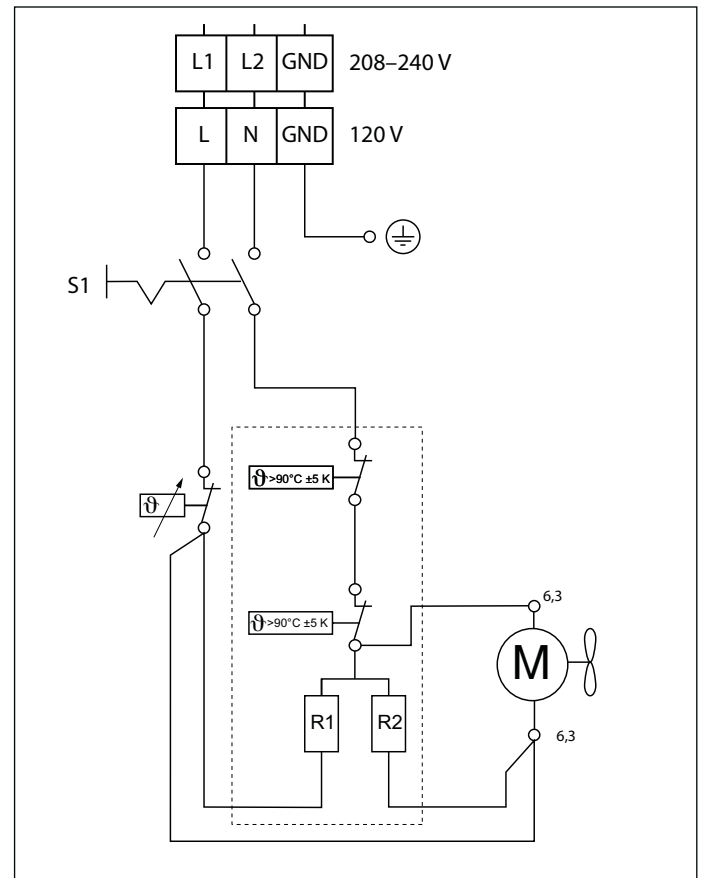 L1 L2 GND 208–240 V
L N GND 120 V
S1
ϑ>90°C ±5 K
ϑ
ϑ>90°C ±5 K
6,3
M
R1 R2
6,3